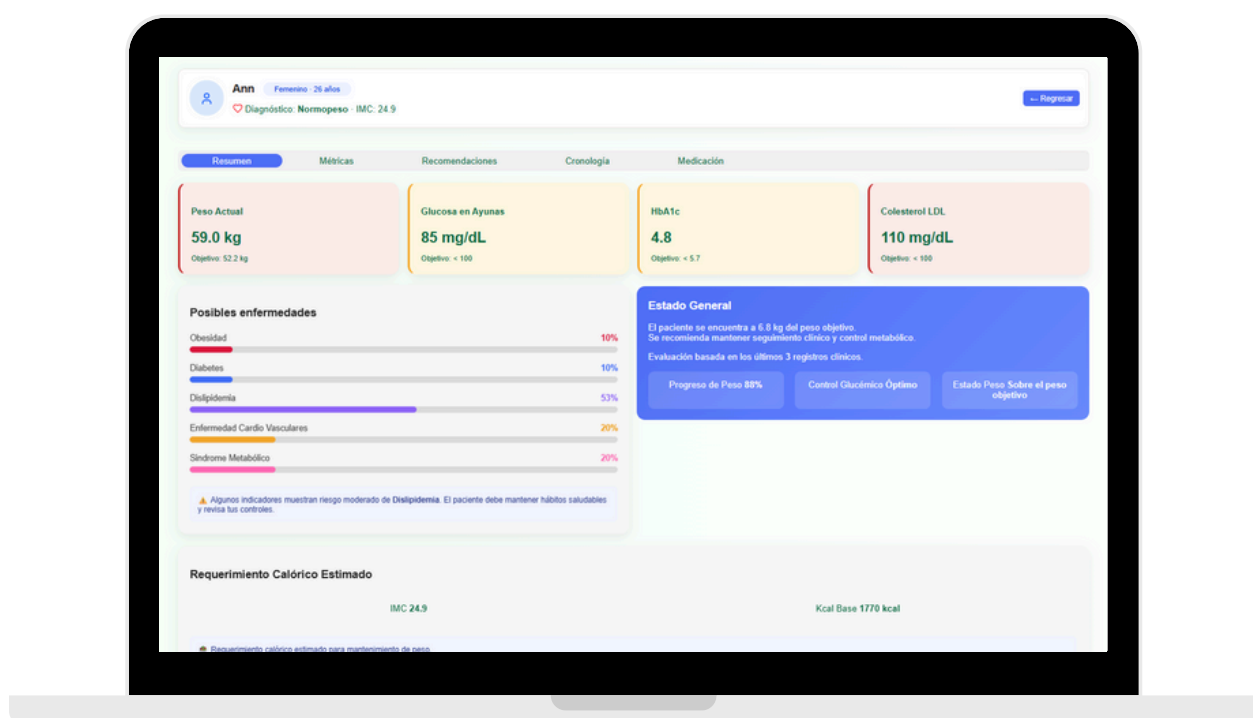 Ann Femenino · 26 años
Diagnóstico: Normopeso · IMC: 24.9
← Regresar
Resumen Métricas Recomendaciones Cronología Medicación
Peso Actual
59.0 kg
Objetivo: 52.2 kg
Glucosa en Ayunas
85 mg/dL
Objetivo: < 100
HbA1c
4.8
Objetivo: < 5.7
Colesterol LDL
110 mg/dL
Objetivo: < 100
Posibles enfermedades
Obesidad 10%
Diabetes 10%
Dislipidemia 53%
Enfermedad Cardio Vasculares 20%
Síndrome Metabólico 20%
Algunos indicadores muestran riesgo moderado de Dislipidemia. El paciente debe mantener hábitos saludables
y revisa tus controles.
Estado General
El paciente se encuentra a 6.8 kg del peso objetivo.
Se recomienda mantener seguimiento clínico y control metabólico.
Evaluación basada en los últimos 3 registros clínicos.
Progreso de Peso 88%
Control Glucémico Óptimo
Estado Peso Sobre el peso
objetivo
Requerimiento Calórico Estimado
IMC 24.9
Kcal Base 1770 kcal
Requerimiento calórico estimado para mantenimiento de peso.